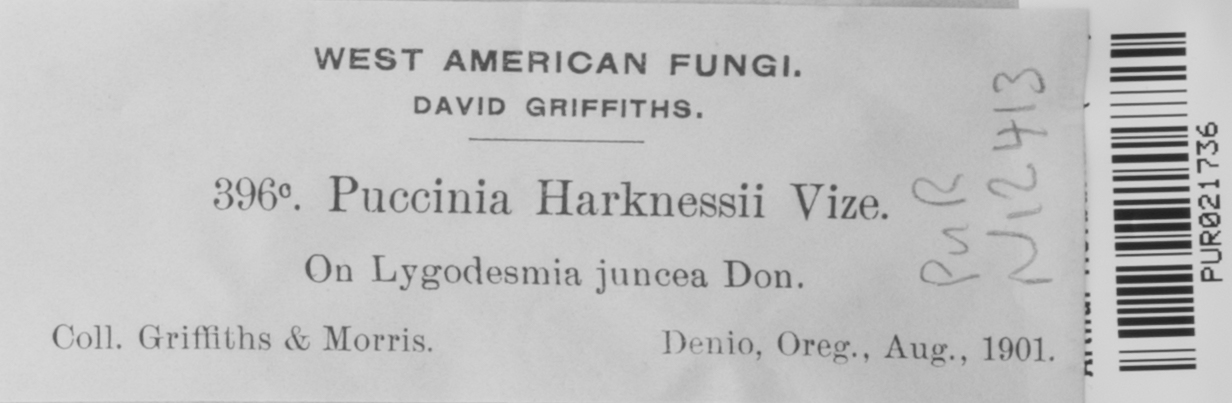 WEST AMERICAN FUNGI.
DAVID GRIFFITHS.
396c. Puccinia Harknessii Vize.
On Lygodesmia juncea Don.
Coll. Griffiths & Morris.
Denio, Oreg., Aug., 1901.
PUR
N12413
PUR021736